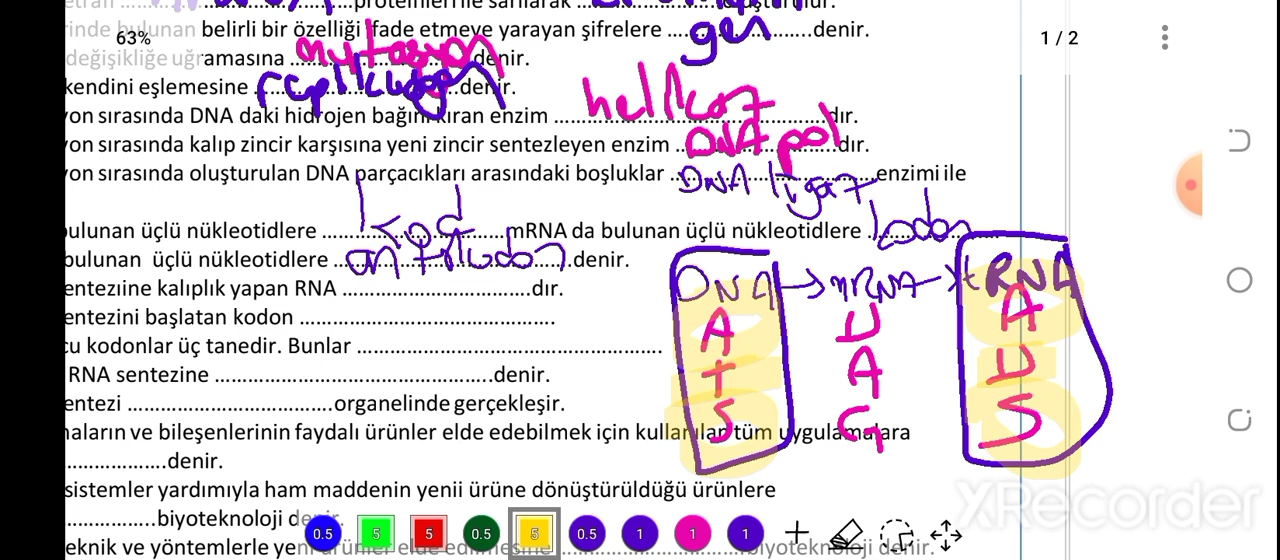 proteinleri ile sarılarak
inde bulunan belirli bir özelliği ifade etmeye yarayan şifrelere ........ gen ........denir.
63%
1 / 2
değişikliğe uğramasına ........ mutasyon ........denir.
kendini eşlemesine ........ denir.
yon sırasında DNA daki hidrojen bağını kıran enzim ........ helikaz ........dır.
yon sırasında kalıp zincir karşısına yeni zincir sentezleyen enzim ........ DNA pol ........dır.
yon sırasında oluşturulan DNA parçacıkları arasındaki boşluklar ........ DNA ligaz ........enzimi ile
bulunan üçlü nükleotidlere ........ kod ........mRNA da bulunan üçlü nükleotidlere ........ kodon ........
bulunan üçlü nükleotidlere ........ antikodon ........denir.
DNA → mRNA → tRNA
entezine kalıplık yapan RNA ................................dır.
A U A
entezini başlatan kodon ................................
T A U
cu kodonlar üç tanedir. Bunlar ................................
RNA sentezine ................................denir.
S G S
entezi ................................organelinde gerçekleşir.
maların ve bileşenlerinin faydalı ürünler elde edebilmek için kullanılan tüm uygulamalara
................denir.
sistemler yardımıyla ham maddenin yenii ürüne dönüştürüldüğü ürünlere
................biyoteknoloji denir.
0.5 5 5 0.5 5 0.5 1 1 1
eknik ve yöntemlerle yeni ürünler elde edilmesine ................biyoteknoloji denir.
XRecorder